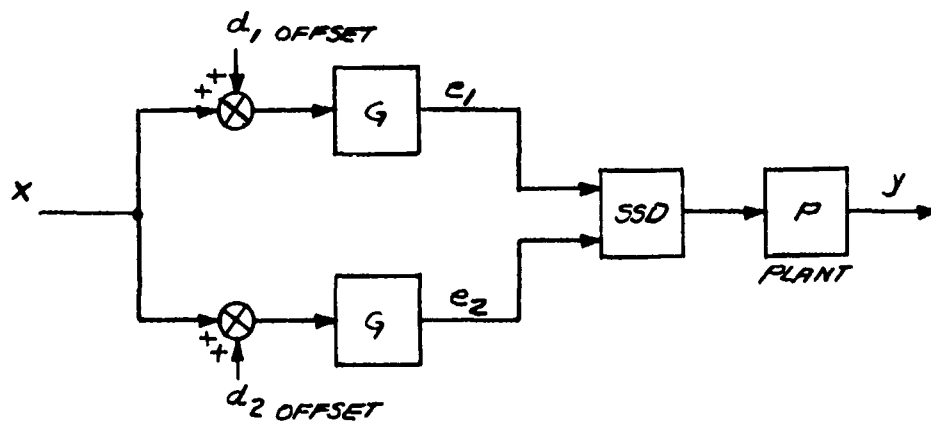 d₁ OFFSET
+
+
G
e₁
x
SSD
P
y
PLANT
G
e₂
+
+
d₂ OFFSET